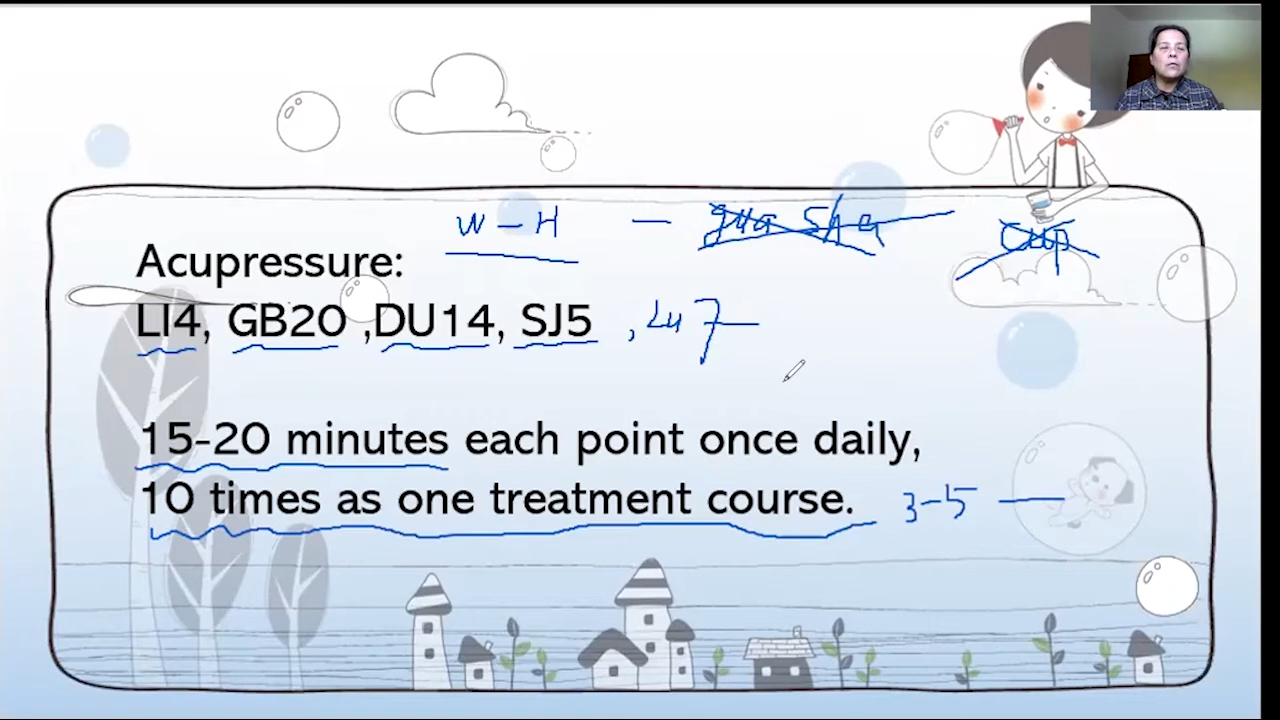 W - H - gua Sha Cup
Acupressure:
LI4, GB20 ,DU14, SJ5 , Lu 7
15-20 minutes each point once daily,
10 times as one treatment course. 3-5